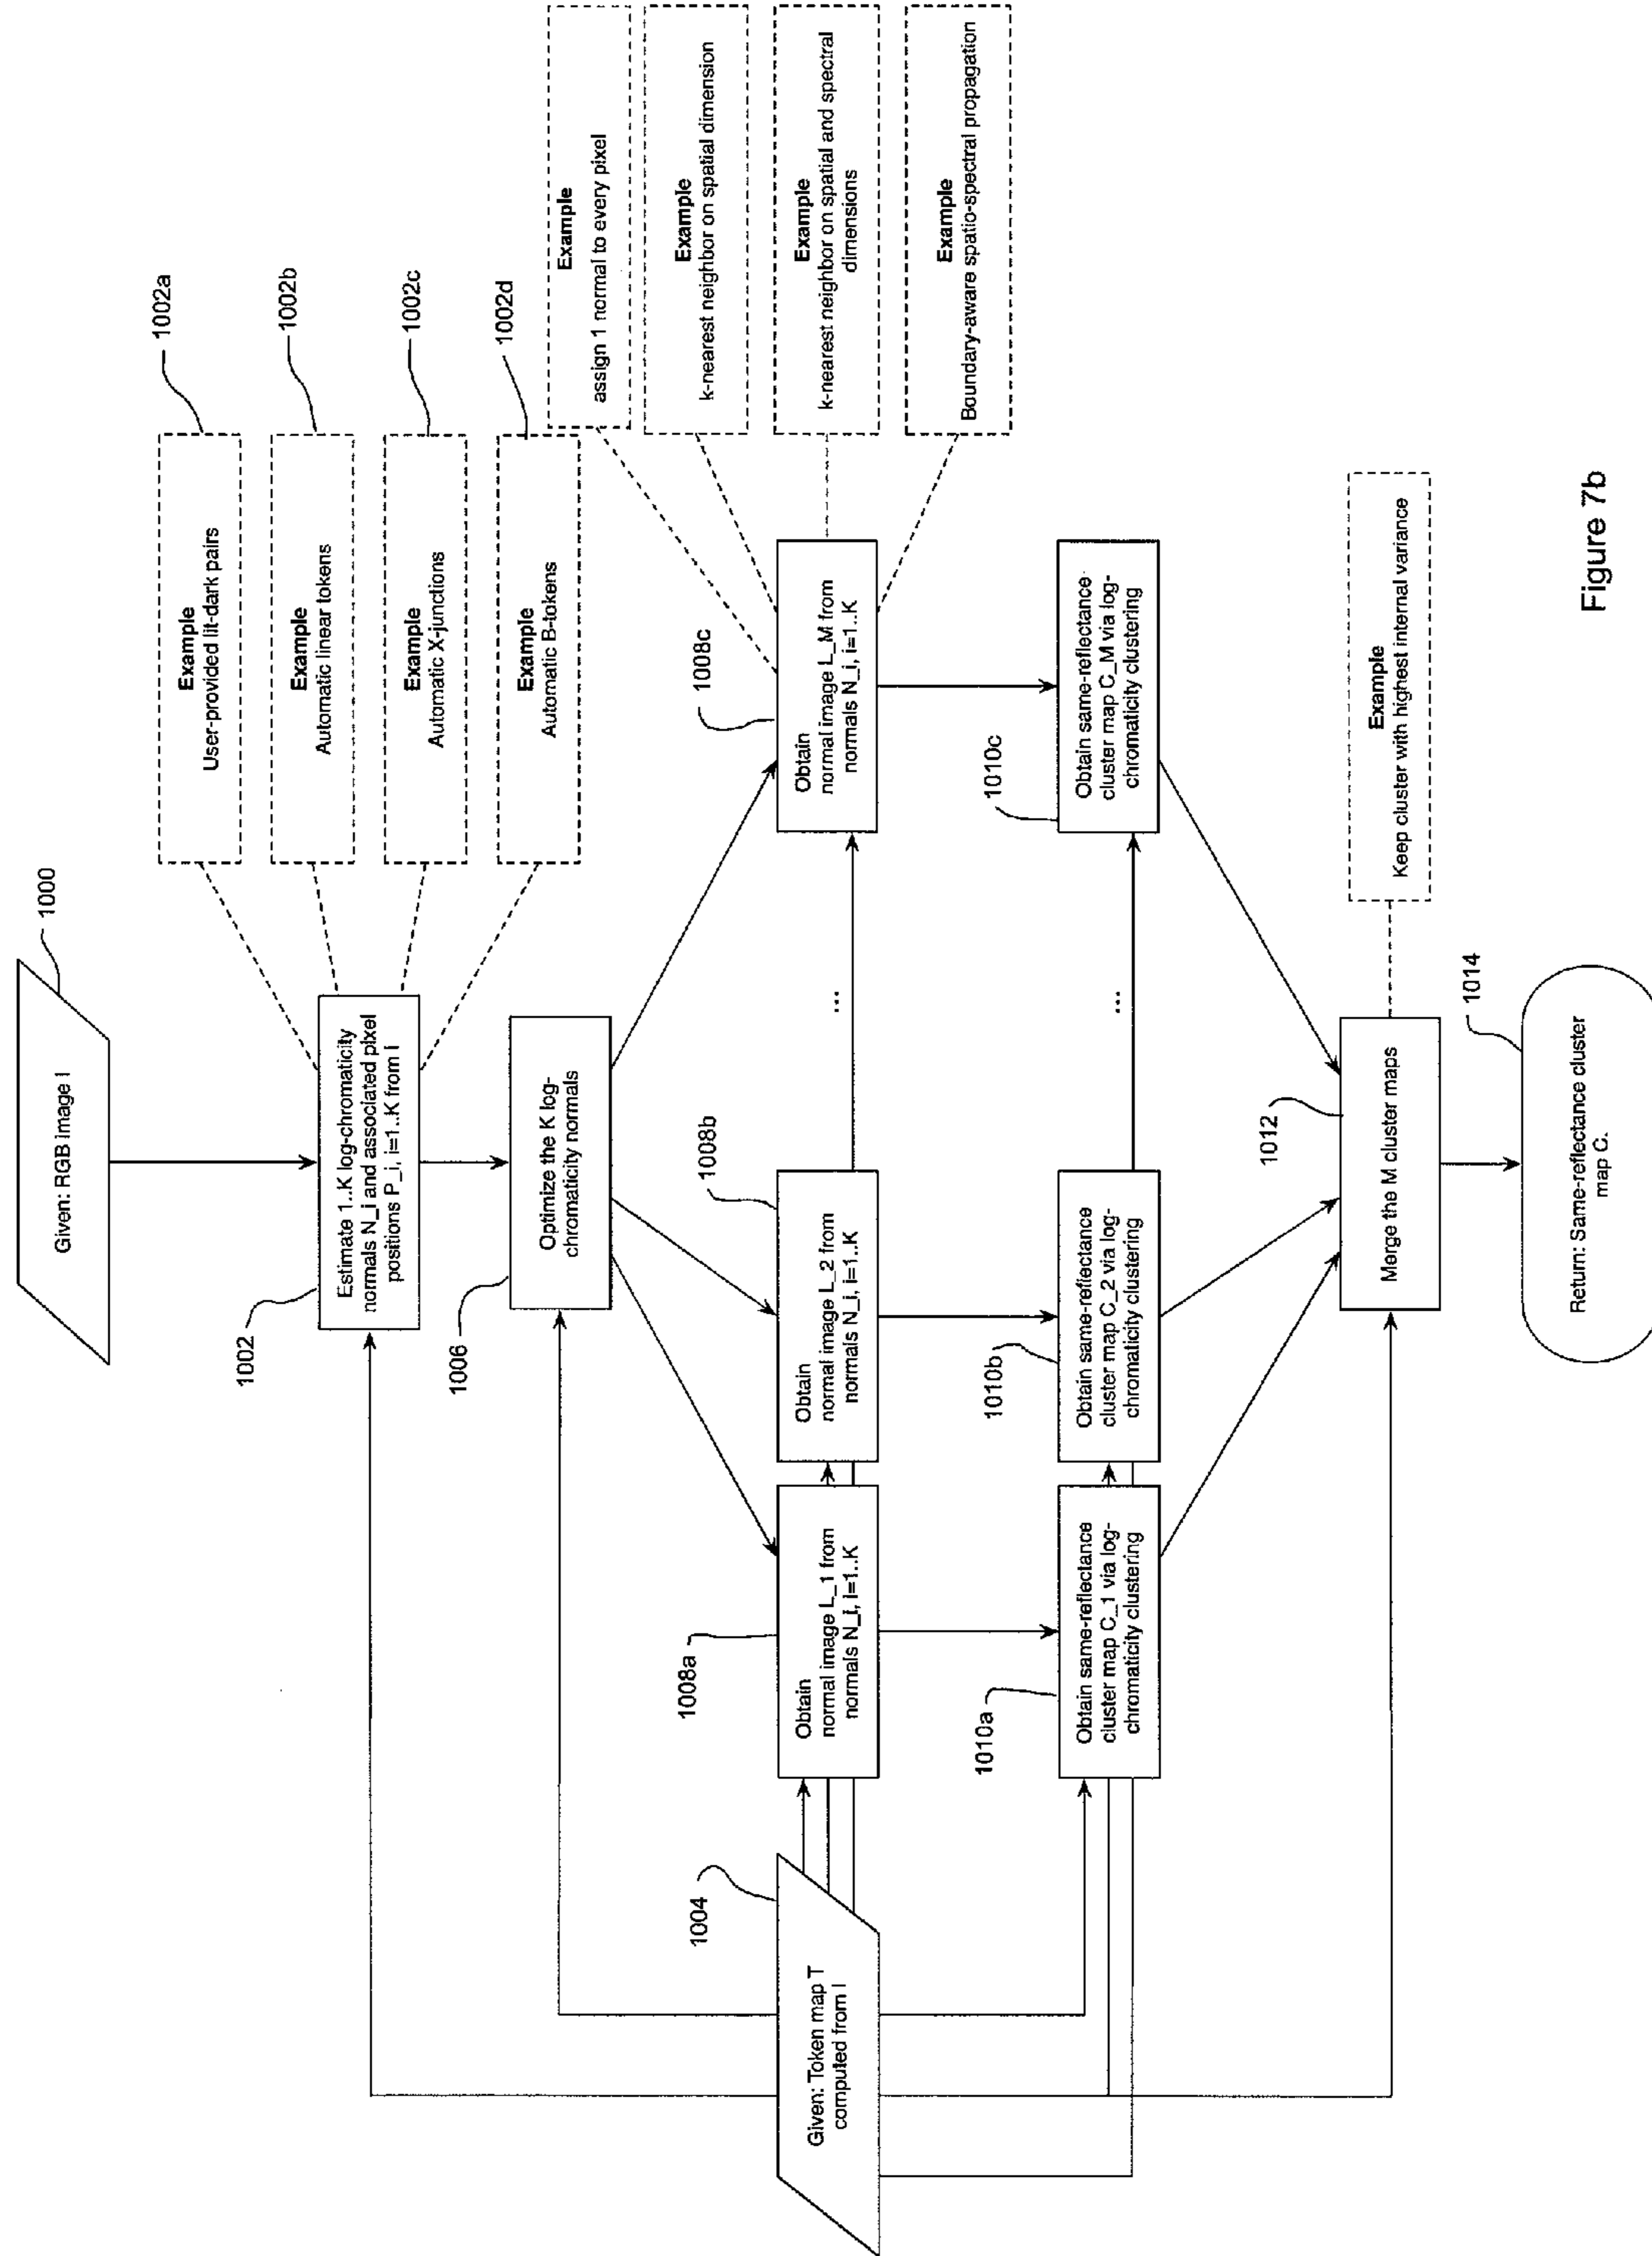 Given: RGB image I
1000
Estimate 1..K log-chromaticity
normals N_i and associated pixel
positions P_i, i=1..K from I
1002
Example
User-provided lit-dark pairs
1002a
Example
Automatic linear tokens
1002b
Example
Automatic X-junctions
1002c
Example
Automatic B-tokens
1002d
Optimize the K log-
chromaticity normals
1006
Given: Token map T
computed from I
1004
Obtain
normal image L_1 from
normals N_i, i=1..K
1008a
Obtain
normal image L_2 from
normals N_i, i=1..K
1008b
...
Obtain
normal image L_M from
normals N_i, i=1..K
1008c
Example
assign 1 normal to every pixel
Example
k-nearest neighbor on spatial dimension
Example
k-nearest neighbor on spatial and spectral
dimensions
Example
Boundary-aware spatio-spectral propagation
Obtain same-reflectance
cluster map C_1 via log-
chromaticity clustering
1010a
Obtain same-reflectance
cluster map C_2 via log-
chromaticity clustering
1010b
...
Obtain same-reflectance
cluster map C_M via log-
chromaticity clustering
1010c
Merge the M cluster maps
1012
Example
Keep cluster with highest internal variance
Return: Same-reflectance cluster
map C.
1014
Figure 7b